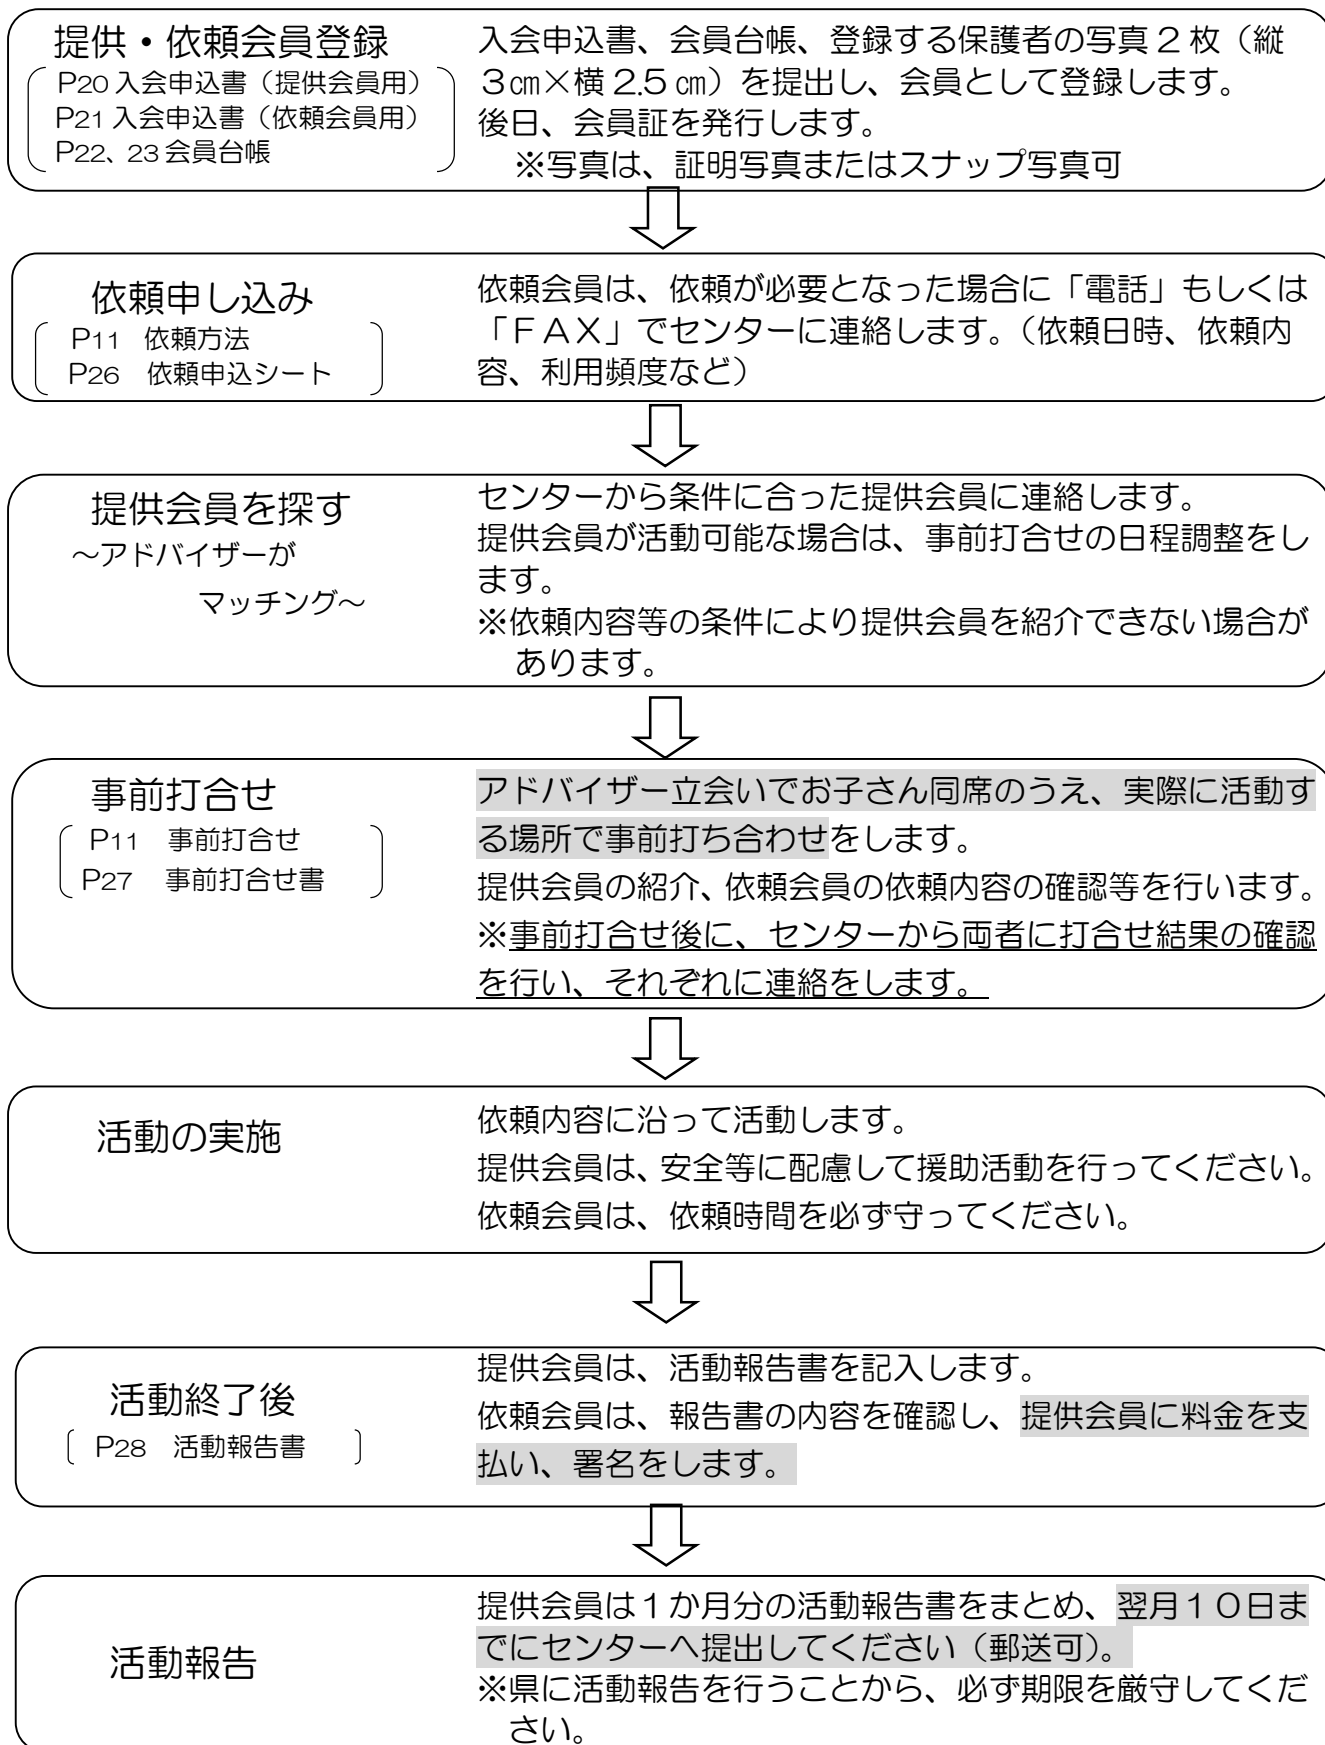 提供・依頼会員登録
P20 入会申込書（提供会員用）
P21 入会申込書（依頼会員用）
P22、23 会員台帳
入会申込書、会員台帳、登録する保護者の写真２枚（縦
３㎝×横 2.5 ㎝）を提出し、会員として登録します。
後日、会員証を発行します。
※写真は、証明写真またはスナップ写真可
依頼申し込み
P11　依頼方法
P26　依頼申込シート
依頼会員は、依頼が必要となった場合に「電話」もしくは
「ＦＡＸ」でセンターに連絡します。（依頼日時、依頼内
容、利用頻度など）
提供会員を探す
～アドバイザーが
マッチング～
センターから条件に合った提供会員に連絡します。
提供会員が活動可能な場合は、事前打合せの日程調整をし
ます。
※依頼内容等の条件により提供会員を紹介できない場合が
あります。
事前打合せ
P11　事前打合せ
P27　事前打合せ書
アドバイザー立会いでお子さん同席のうえ、実際に活動す
る場所で事前打ち合わせをします。
提供会員の紹介、依頼会員の依頼内容の確認等を行います。
※事前打合せ後に、センターから両者に打合せ結果の確認
を行い、それぞれに連絡をします。
活動の実施
依頼内容に沿って活動します。
提供会員は、安全等に配慮して援助活動を行ってください。
依頼会員は、依頼時間を必ず守ってください。
活動終了後
P28　活動報告書
提供会員は、活動報告書を記入します。
依頼会員は、報告書の内容を確認し、提供会員に料金を支
払い、署名をします。
活動報告
提供会員は１か月分の活動報告書をまとめ、翌月１０日ま
でにセンターへ提出してください（郵送可）。
※県に活動報告を行うことから、必ず期限を厳守してくだ
さい。